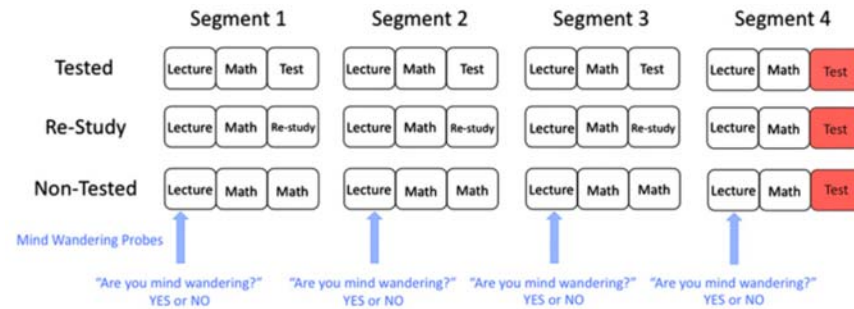 Segment 1 Segment 2 Segment 3 Segment 4
Tested Lecture Math Test Lecture Math Test Lecture Math Test Lecture Math Test
Re-Study Lecture Math Re-study Lecture Math Re-study Lecture Math Re-study Lecture Math Test
Non-Tested Lecture Math Math Lecture Math Math Lecture Math Math Lecture Math Test
Mind Wandering Probes
"Are you mind wandering?" "Are you mind wandering?" "Are you mind wandering?" "Are you mind wandering?"
YES or NO YES or NO YES or NO YES or NO